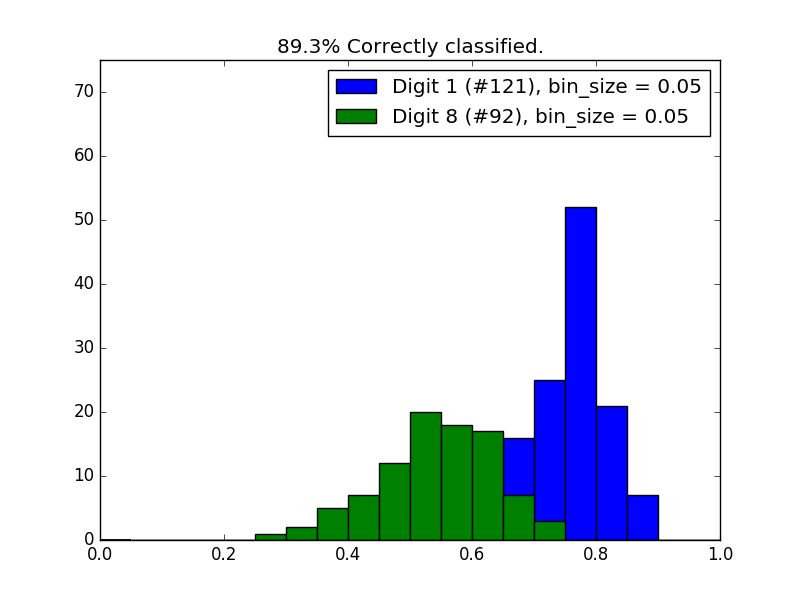 89.3% Correctly classified.
Digit 1 (#121), bin_size = 0.05
Digit 8 (#92), bin_size = 0.05
70
60
50
40
30
20
10
0
0.0 0.2 0.4 0.6 0.8 1.0